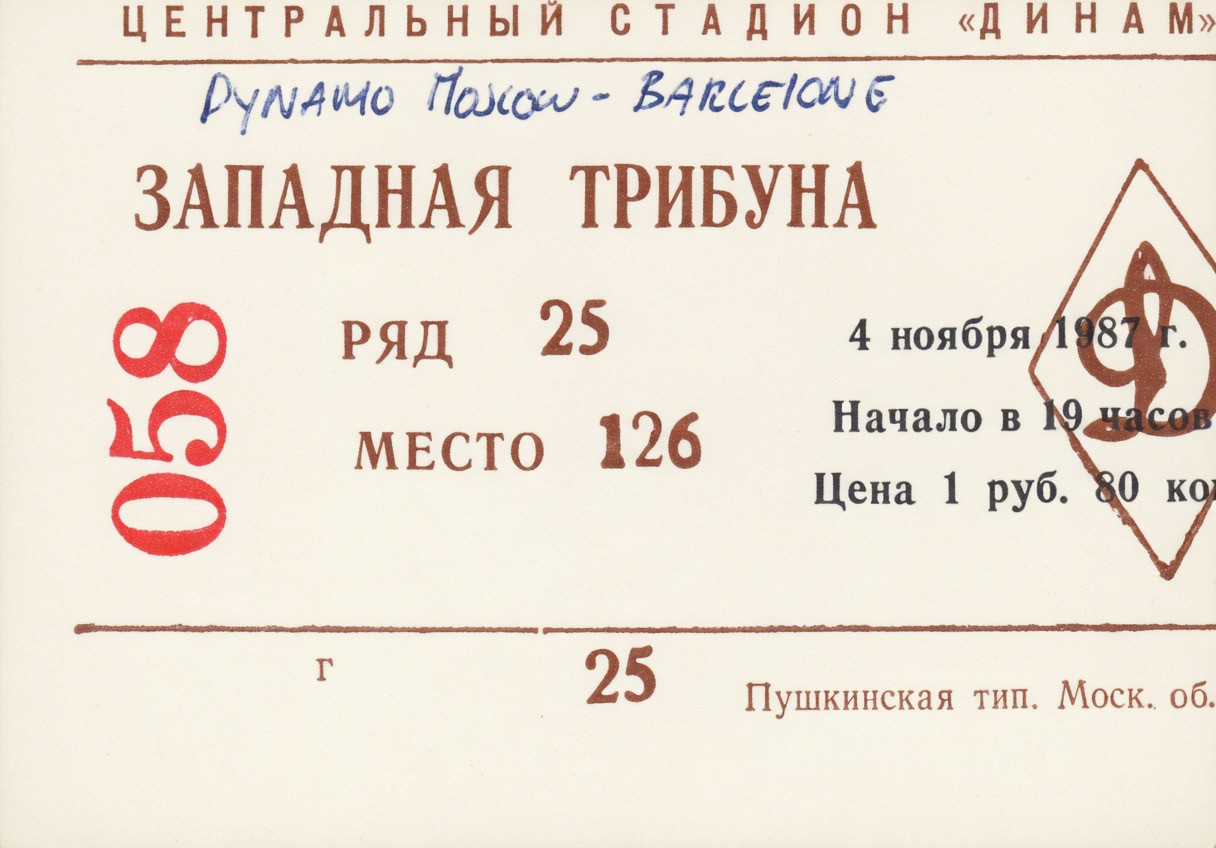 ЦЕНТРАЛЬНЫЙ СТАДИОН «ДИНАМ»
Dynamo Moscow - BARCElONE
ЗАПАДНАЯ ТРИБУНА
058
РЯД 25
МЕСТО 126
4 ноября 1987 г.
Начало в 19 часов
Цена 1 руб. 80 коп
г 25 Пушкинская тип. Моск. об.